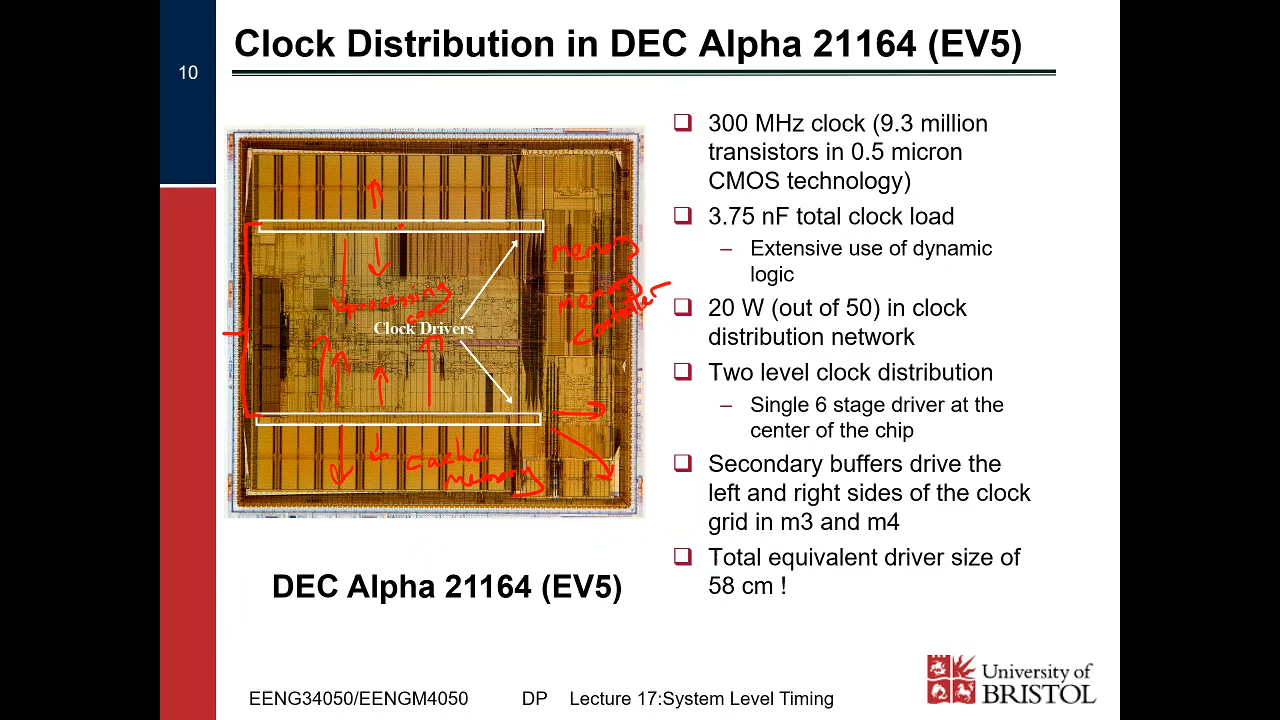 Clock Distribution in DEC Alpha 21164 (EV5)
10
memory
memory
controller
processing
core
Clock Drivers
cache
memory
DEC Alpha 21164 (EV5)
❑ 300 MHz clock (9.3 million
transistors in 0.5 micron
CMOS technology)
❑ 3.75 nF total clock load
– Extensive use of dynamic
logic
❑ 20 W (out of 50) in clock
distribution network
❑ Two level clock distribution
– Single 6 stage driver at the
center of the chip
❑ Secondary buffers drive the
left and right sides of the clock
grid in m3 and m4
❑ Total equivalent driver size of
58 cm !
EENG34050/EENGM4050 DP Lecture 17:System Level Timing
University of
BRISTOL